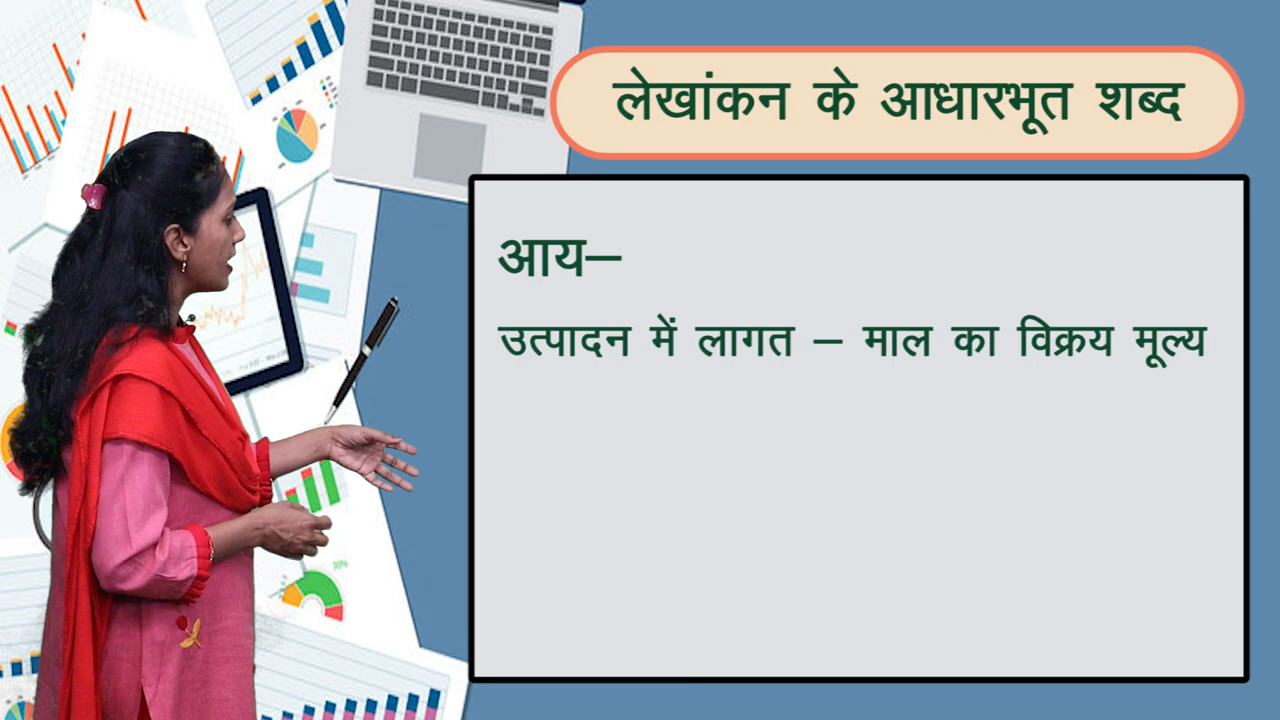 लेखांकन के आधारभूत शब्द
आय—
उत्पादन में लागत – माल का विक्रय मूल्य